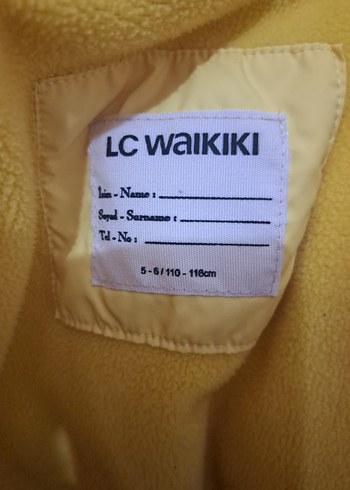 LC WAIKIKI
İsim - Name :
Soyad - Surname :
Tel - No :
5 - 6 / 110 - 116cm